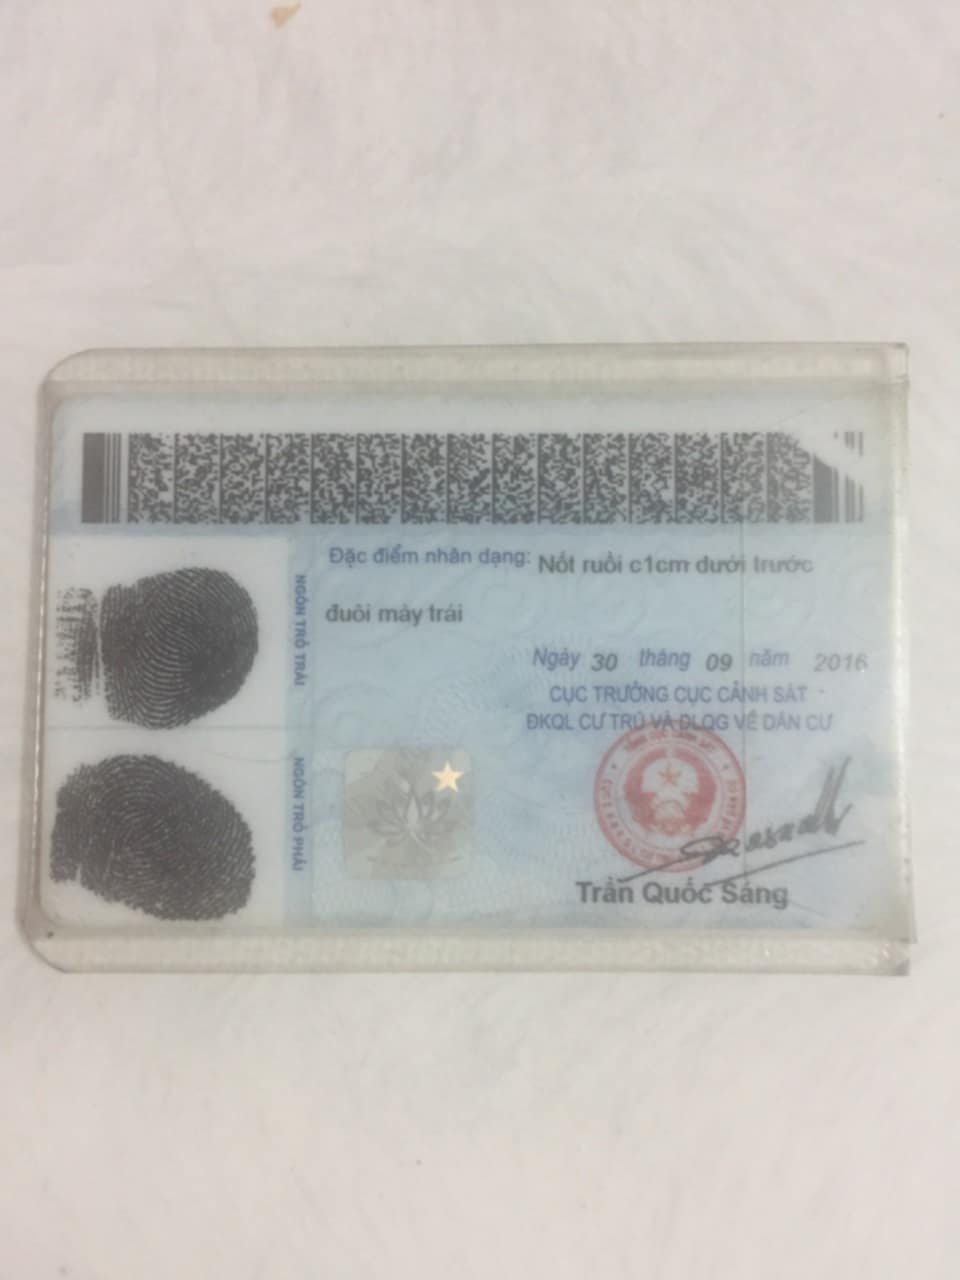 Đặc điểm nhân dạng: Nốt ruồi c1cm dưới trước
đuôi mày trái
NGÓN TRỎ TRÁI
Ngày 30 tháng 09 năm 2016
CỤC TRƯỞNG CỤC CẢNH SÁT
ĐKQL CƯ TRÚ VÀ DLQG VỀ DÂN CƯ
NGÓN TRỎ PHẢI
Trần Quốc Sáng